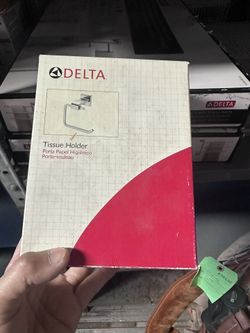 DELTA
Tissue Holder
Porta Papel Higiénico
Porte-rouleau
DELTA